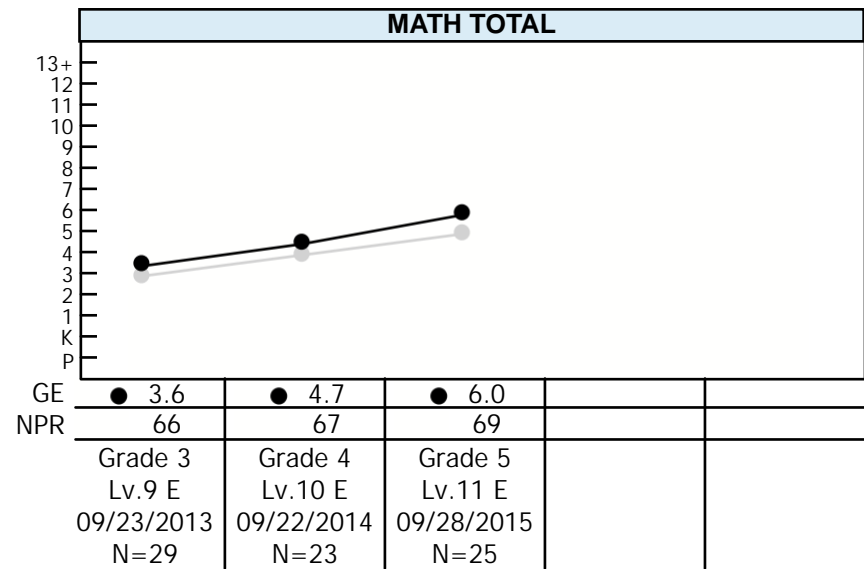 MATH TOTAL
13+
12
11
10
9
8
7
6
5
4
3
2
1
K
P
GE 3.6 4.7 6.0
NPR 66 67 69
Grade 3 Grade 4 Grade 5
Lv.9 E Lv.10 E Lv.11 E
09/23/2013 09/22/2014 09/28/2015
N=29 N=23 N=25